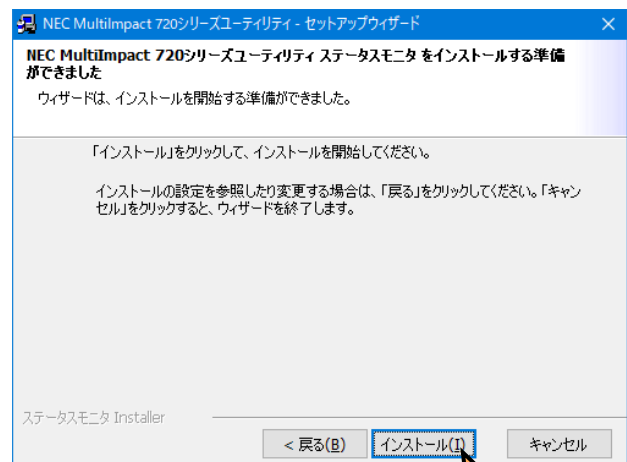 NEC MultiImpact 720シリーズユーティリティ - セットアップウィザード
NEC MultiImpact 720シリーズユーティリティ ステータスモニタ をインストールする準備
ができました
ウィザードは、インストールを開始する準備ができました。
「インストール」をクリックして、インストールを開始してください。
インストールの設定を参照したり変更する場合は、「戻る」をクリックしてください。「キャン
セル」をクリックすると、ウィザードを終了します。
ステータスモニタ Installer
< 戻る(B) インストール(I) キャンセル